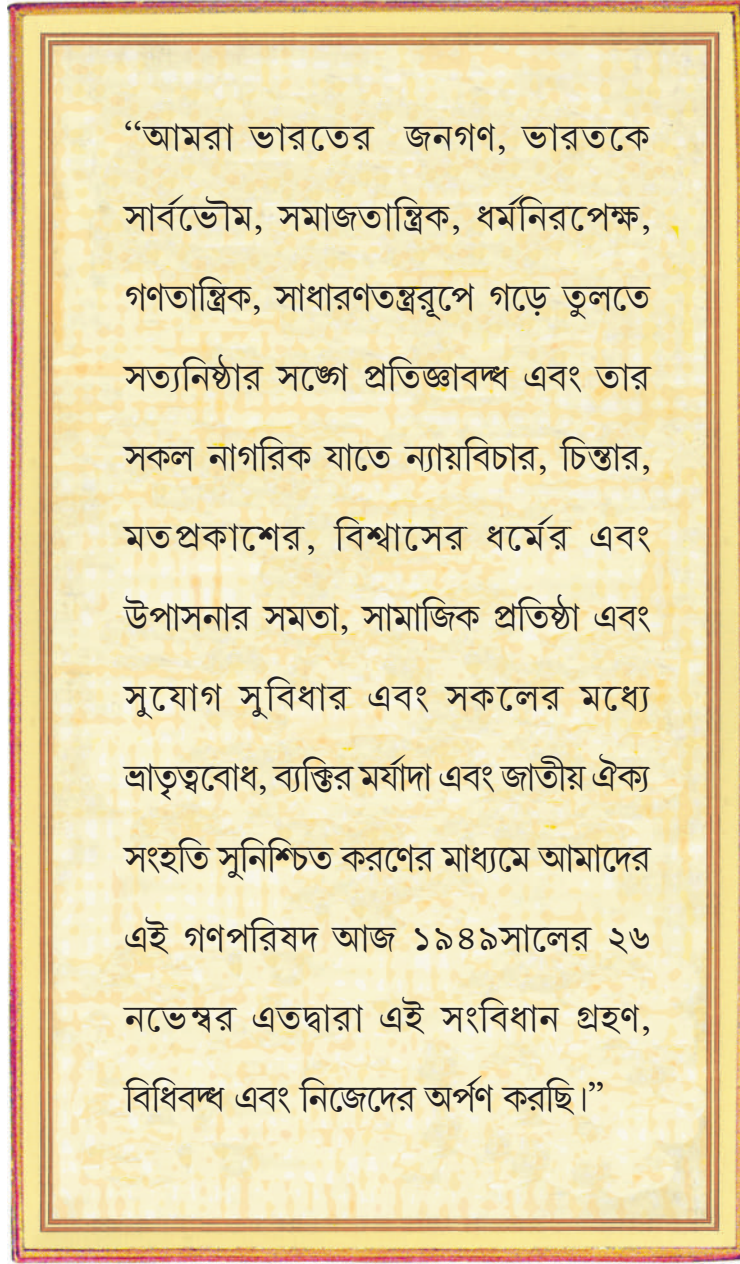 “আমরা ভারতের জনগণ, ভারতকে
সার্বভৌম, সমাজতান্ত্রিক, ধর্মনিরপেক্ষ,
গণতান্ত্রিক, সাধারণতন্ত্ররূপে গড়ে তুলতে
সত্যনিষ্ঠার সঙ্গে প্রতিজ্ঞাবদ্ধ এবং তার
সকল নাগরিক যাতে ন্যায়বিচার, চিন্তার,
মতপ্রকাশের, বিশ্বাসের ধর্মের এবং
উপাসনার সমতা, সামাজিক প্রতিষ্ঠা এবং
সুযোগ সুবিধার এবং সকলের মধ্যে
ভ্রাতৃত্ববোধ, ব্যক্তির মর্যাদা এবং জাতীয় ঐক্য
সংহতি সুনিশ্চিত করণের মাধ্যমে আমাদের
এই গণপরিষদ আজ ১৯৪৯সালের ২৬
নভেম্বর এতদ্বারা এই সংবিধান গ্রহণ,
বিধিবদ্ধ এবং নিজেদের অর্পণ করছি।”